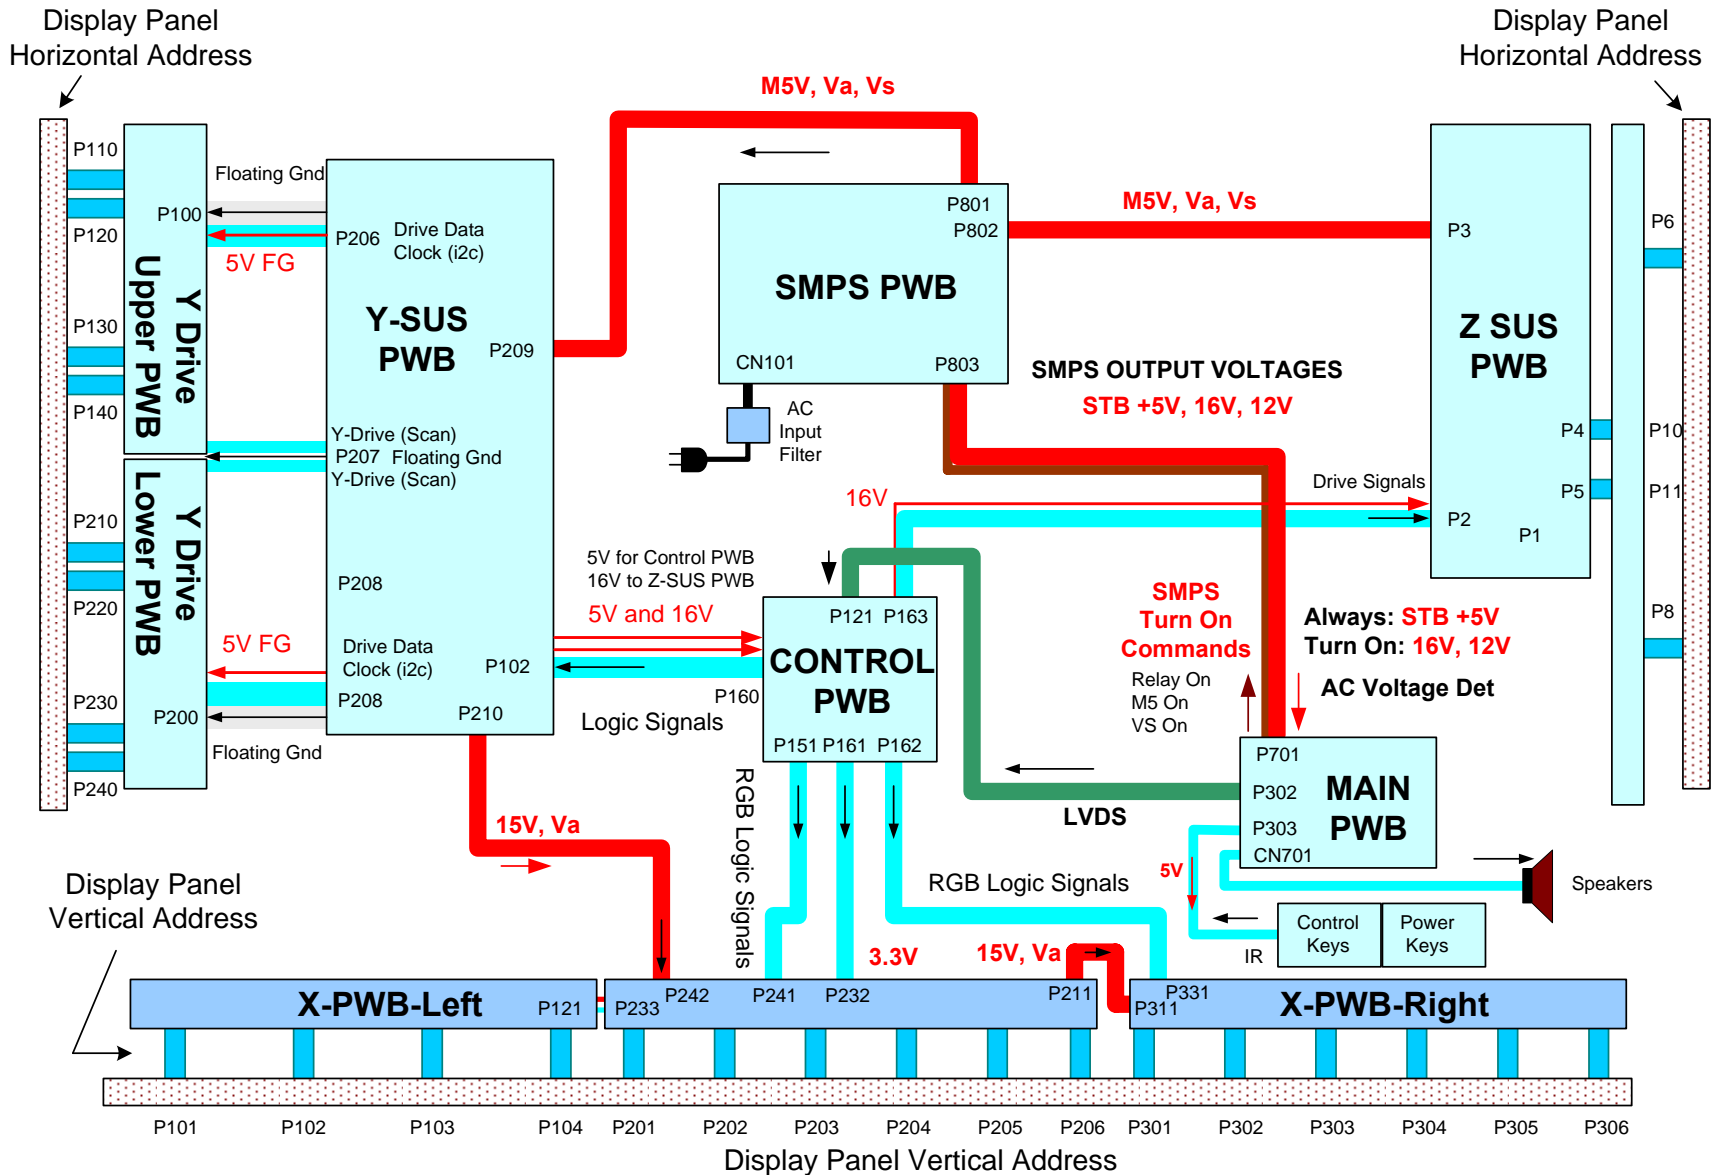 Display Panel
Horizontal Address
Display Panel
Horizontal Address
M5V, Va, Vs
P110
Floating Gnd
P100
P120
5V FG
P206
Drive Data
Clock (i2c)
P801
P802
M5V, Va, Vs
P3
P6
Y Drive
Upper PWB
Y-SUS
PWB
SMPS PWB
Z SUS
PWB
P130
P209
CN101
P803
SMPS OUTPUT VOLTAGES
STB +5V, 16V, 12V
P140
AC
Input
Filter
Y-Drive (Scan)
P207
Floating Gnd
Y-Drive (Scan)
P4
P10
P5
P11
Drive Signals
16V
P2
P1
P210
Y Drive
Lower PWB
P208
5V for Control PWB
16V to Z-SUS PWB
P220
5V and 16V
P121
P163
SMPS
Turn On
Commands
Relay On
M5 On
VS On
Always: STB +5V
Turn On: 16V, 12V
AC Voltage Det
P8
5V FG
Drive Data
Clock (i2c)
P208
P102
P160
CONTROL
PWB
P230
P200
P210
Logic Signals
Floating Gnd
P151
P161
P162
P701
P240
P302
MAIN
PWB
P303
CN701
LVDS
15V, Va
RGB Logic Signals
RGB Logic Signals
5V
Speakers
Display Panel
Vertical Address
Control
Keys
Power
Keys
IR
3.3V
15V, Va
X-PWB-Left
P121
P233
P242
P241
P232
P211
P311
P331
X-PWB-Right
P101
P102
P103
P104
P201
P202
P203
P204
P205
P206
P301
P302
P303
P304
P305
P306
Display Panel Vertical Address